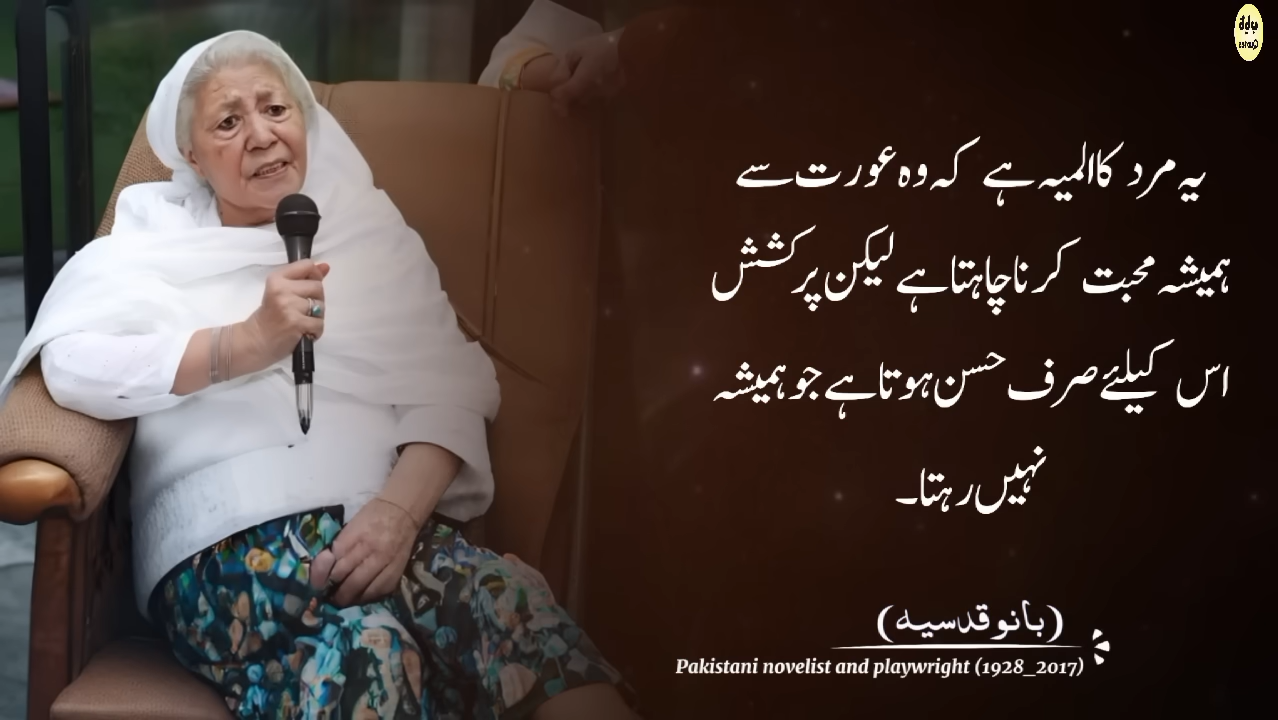 یہ مرد کا المیہ ہے کہ وہ عورت سے
ہمیشہ محبت کرنا چاہتا ہے لیکن پرکشش
اس کیلئے صرف حسن ہوتا ہے جو ہمیشہ
نہیں رہتا۔
(بانو قدسیہ)
Pakistani novelist and playwright (1928_2017)